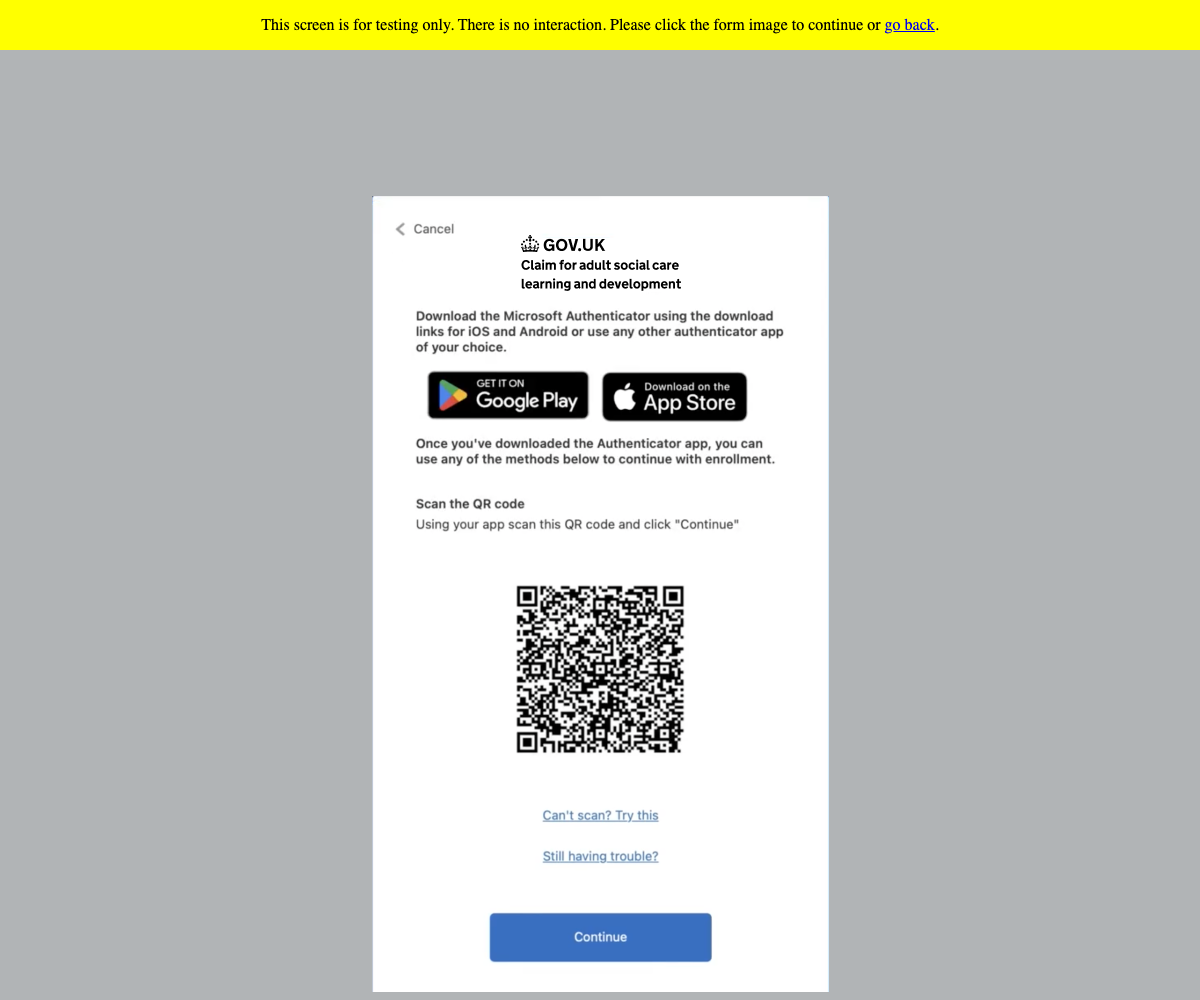 This screen is for testing only. There is no interaction. Please click the form image to continue or go back.
Cancel
GOV.UK
Claim for adult social care
learning and development
Download the Microsoft Authenticator using the download
links for iOS and Android or use any other authenticator app
of your choice.
GET IT ON
Google Play
Download on the
App Store
Once you've downloaded the Authenticator app, you can
use any of the methods below to continue with enrollment.
Scan the QR code
Using your app scan this QR code and click "Continue"
Can't scan? Try this
Still having trouble?
Continue